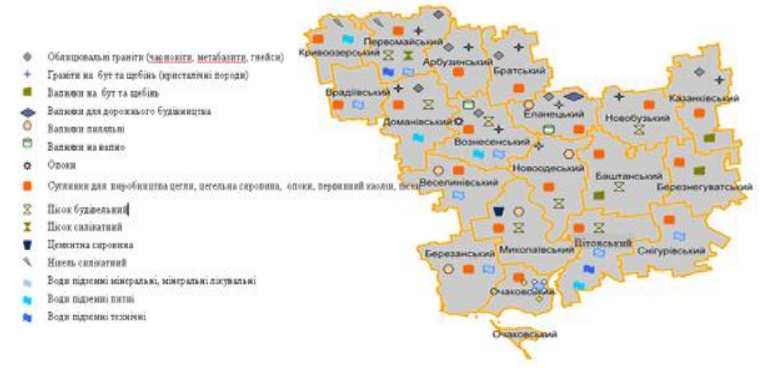 Облицювальні граніти (чарнокіти, метабазити, гнейси)
Граніти на бут та щебінь (кристалічні породи)
Вапняки на бут та щебінь
Вапняки для дорожнього будівництва
Вапняки пиляльні
Вапняки на вапно
Опоки
Суглинки для виробництва цегли, цегельна сировина, опоки, первинний каолін,
Пісок будівельний
Пісок силікатний
Цементна сировина
Нікель силікатний
Води підземні мінеральні, мінеральні лікувальні
Води підземні питні
Води підземні технічні
Кривоозерський
Первомайський
Арбузинський
Братський
Врадіївський
Доманівський
Вознесенський
Єланецький
Новобузький
Казанківський
Веселинівський
Новоодеський
Баштанський
Березнегуватський
Березанський
Миколаївський
Вітовський
Снігурівський
Очаковський
Очаковський